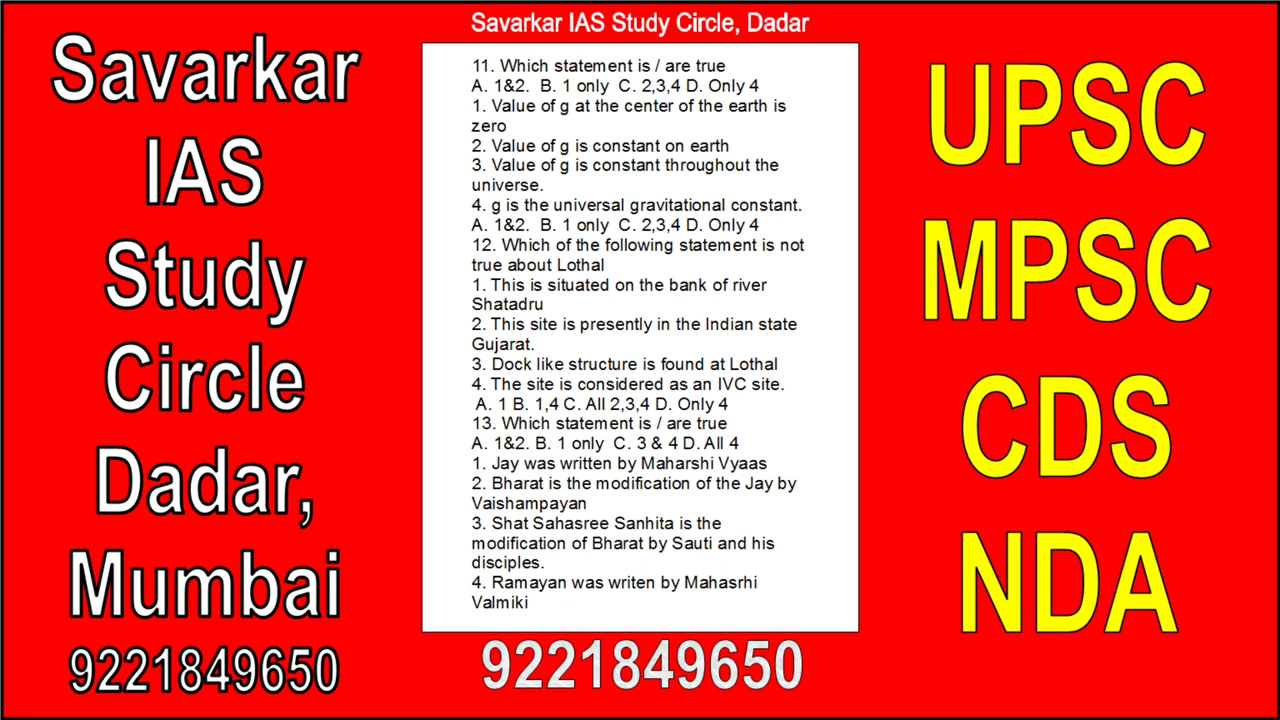 Savarkar IAS Study Circle, Dadar
Savarkar
IAS
Study
Circle
Dadar,
Mumbai
9221849650
11. Which statement is / are true
A. 1&2.  B. 1 only  C. 2,3,4 D. Only 4
1. Value of g at the center of the earth is
zero
2. Value of g is constant on earth
3. Value of g is constant throughout the
universe.
4. g is the universal gravitational constant.
A. 1&2.  B. 1 only  C. 2,3,4 D. Only 4
12. Which of the following statement is not
true about Lothal
1. This is situated on the bank of river
Shatadru
2. This site is presently in the Indian state
Gujarat.
3. Dock like structure is found at Lothal
4. The site is considered as an IVC site.
A. 1 B. 1,4 C. All 2,3,4 D. Only 4
13. Which statement is / are true
A. 1&2. B. 1 only  C. 3 & 4 D. All 4
1. Jay was written by Maharshi Vyaas
2. Bharat is the modification of the Jay by
Vaishampayan
3. Shat Sahasree Sanhita is the
modification of Bharat by Sauti and his
disciples.
4. Ramayan was writen by Mahasrhi
Valmiki
9221849650
UPSC
MPSC
CDS
NDA